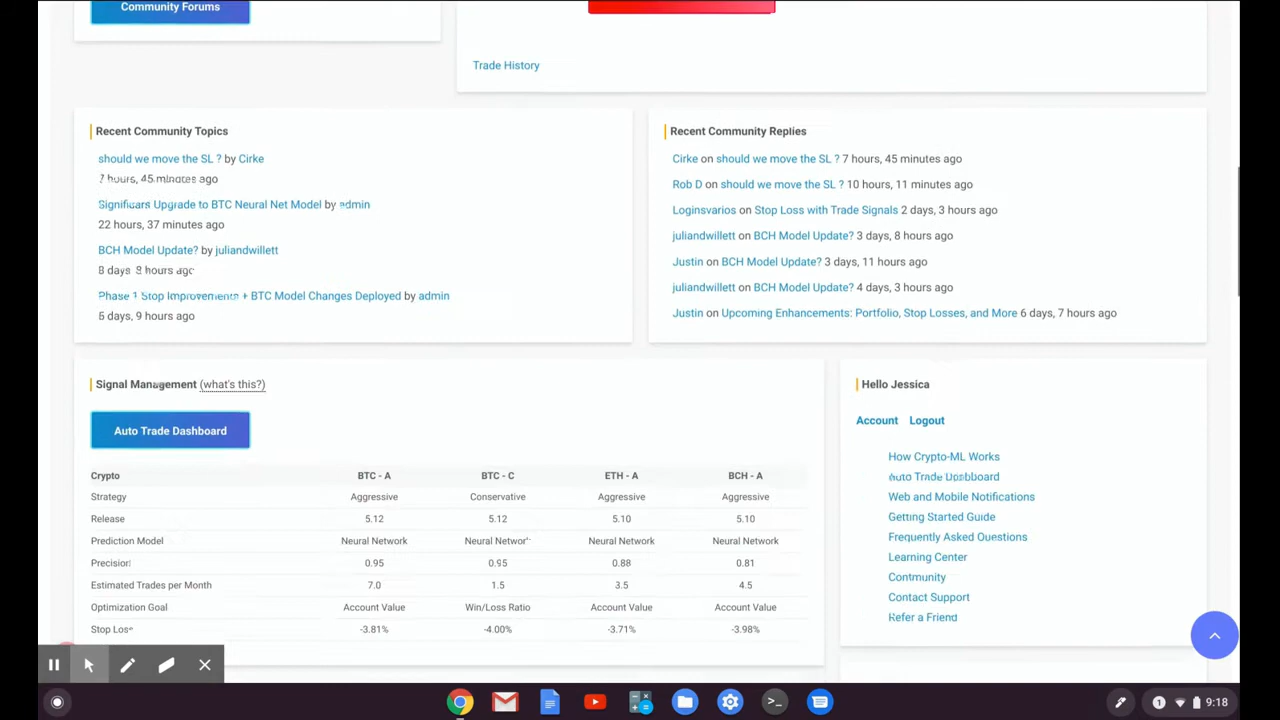 Community Forums
Trade History
Recent Community Topics
should we move the SL ? by Cirke
7 hours, 45 minutes ago
Significant Upgrade to BTC Neural Net Model by admin
22 hours, 37 minutes ago
BCH Model Update? by juliandwillett
days 8 hours ago
Phase 1 Stop Improvements + BTC Model Changes Deployed by admin
days, 9 hours ago
Recent Community Replies
Cirke on should we move the SL ? 7 hours, 45 minutes ago
Rob D on should we move the SL ? 10 hours, 11 minutes ago
Loginsvarios on Stop Loss with Trade Signals 2 days, 3 hours ago
juliandwillett on BCH Model Update? 3 days, 8 hours ago
Justin on BCH Model Update? 3 days, 11 hours ago
juliandwillett on BCH Model Update? 4 days, 3 hours ago
Justin on Upcoming Enhancements: Portfolio, Stop Losses, and More 6 days, 7 hours ago
Signal Management (what's this?)
Auto Trade Dashboard
Crypto BTC - A BTC - C ETH - A BCH - A
Strategy Aggressive Conservative Aggressive Aggressive
Release 5.12 5.12 5.10 5.10
Prediction Model Neural Network Neural Network Neural Network Neural Network
Precision 0.95 0.95 0.88 0.81
Estimated Trades per Month 7.0 1.5 3.5 4.5
Optimization Goal Account Value Win/Loss Ratio Account Value Account Value
Stop Loss -3.81% -4.00% -3.71% -3.98%
Hello Jessica
Account Logout
How Crypto-ML Works
Auto Trade Dashboard
Web and Mobile Notifications
Getting Started Guide
Frequently Asked Questions
Learning Center
Community
Contact Support
Refer a Friend
1 9:18